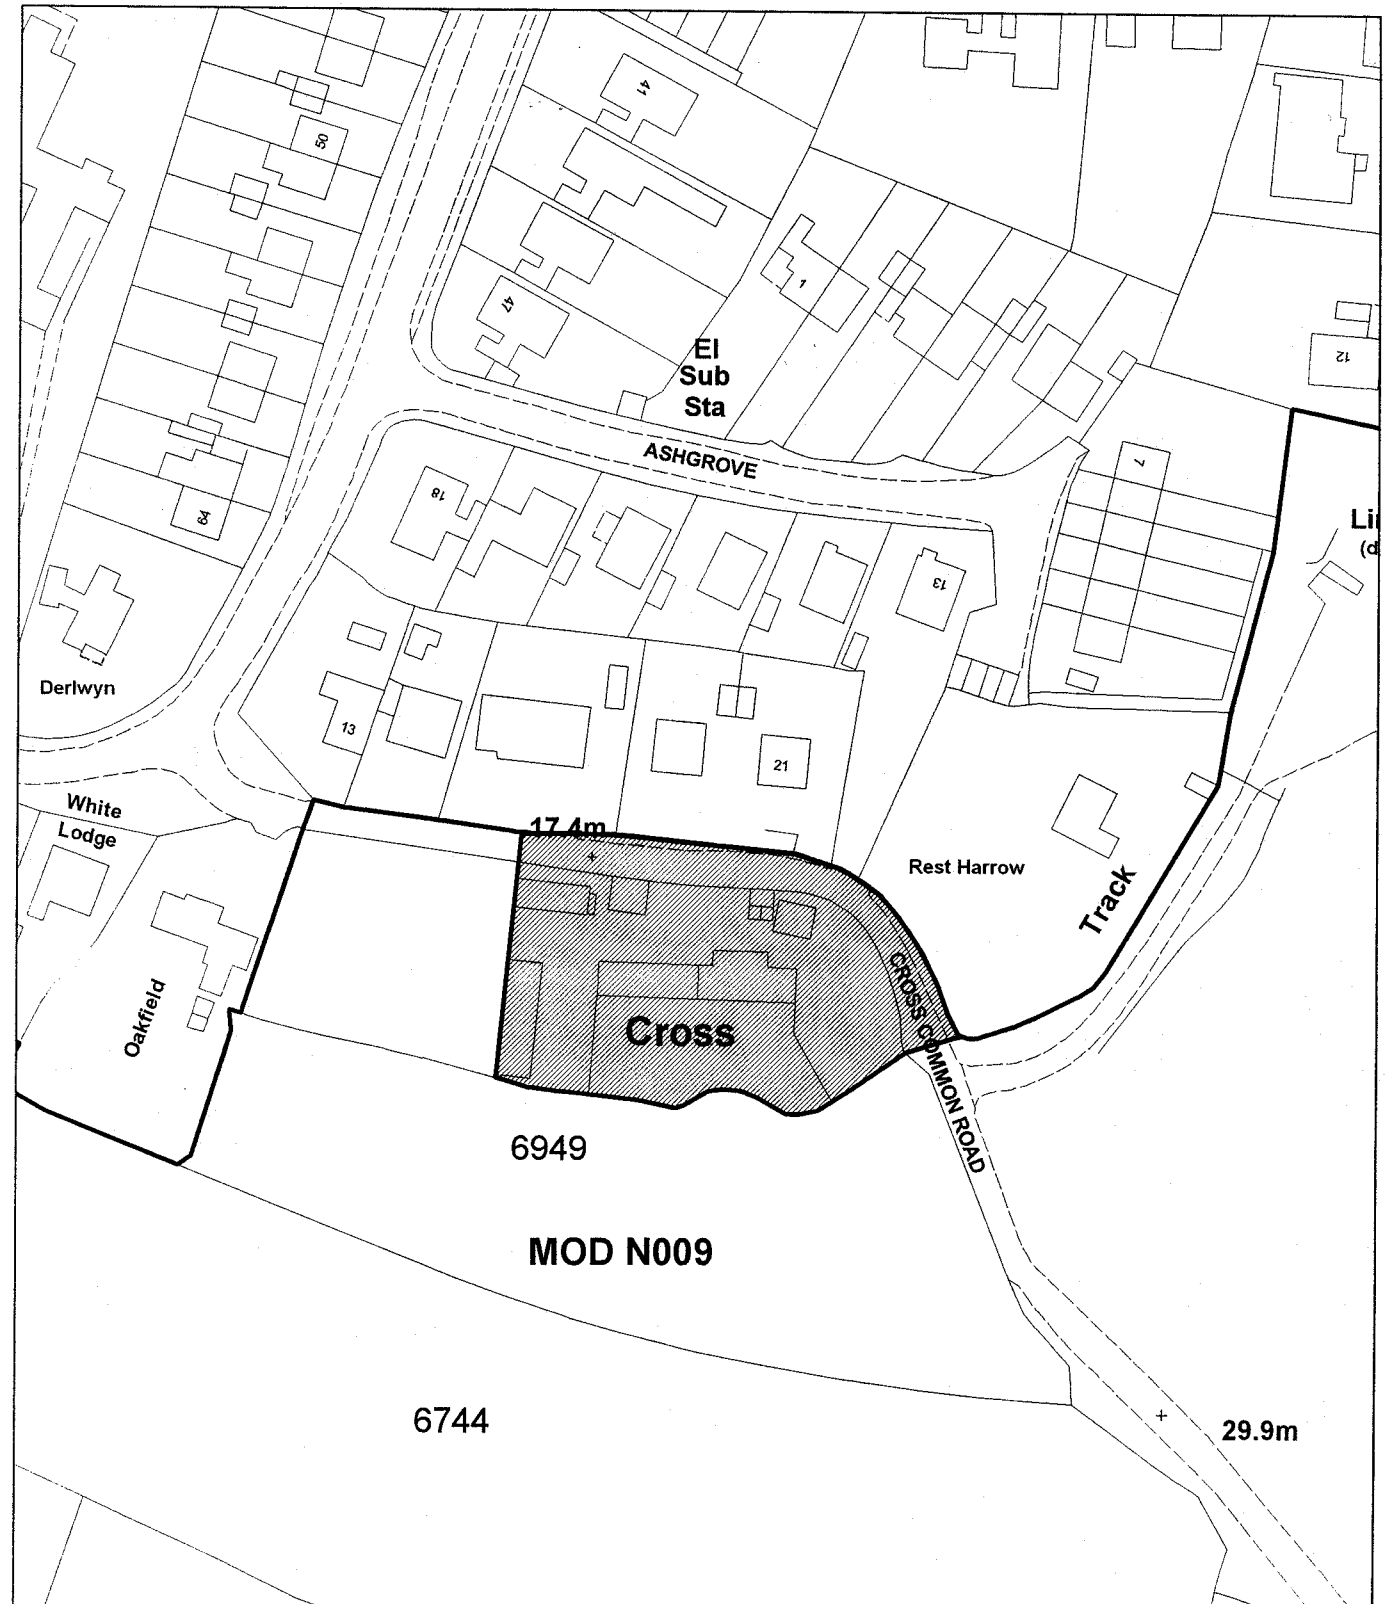 41
50
1
47
El
Sub
Sta
12
ASHGROVE
7
18
64
13
Derlwyn
13
21
White
Lodge
17.4m
Rest Harrow
Track
Oakfield
Cross
CROSS COMMON ROAD
6949
MOD N009
6744
29.9m